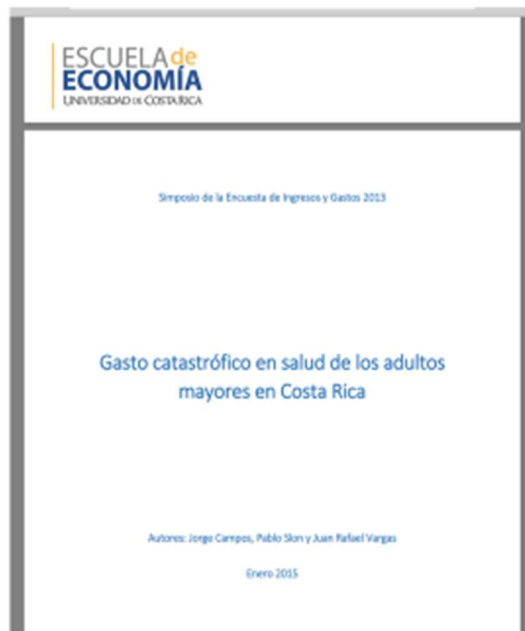 ESCUELA de
ECONOMÍA
UNIVERSIDAD DE COSTA RICA
Simposio de la Encuesta de Ingresos y Gastos 2013
Gasto catastrófico en salud de los adultos
mayores en Costa Rica
Autores: Jorge Campos, Pablo Slon y Juan Rafael Vargas
Enero 2015